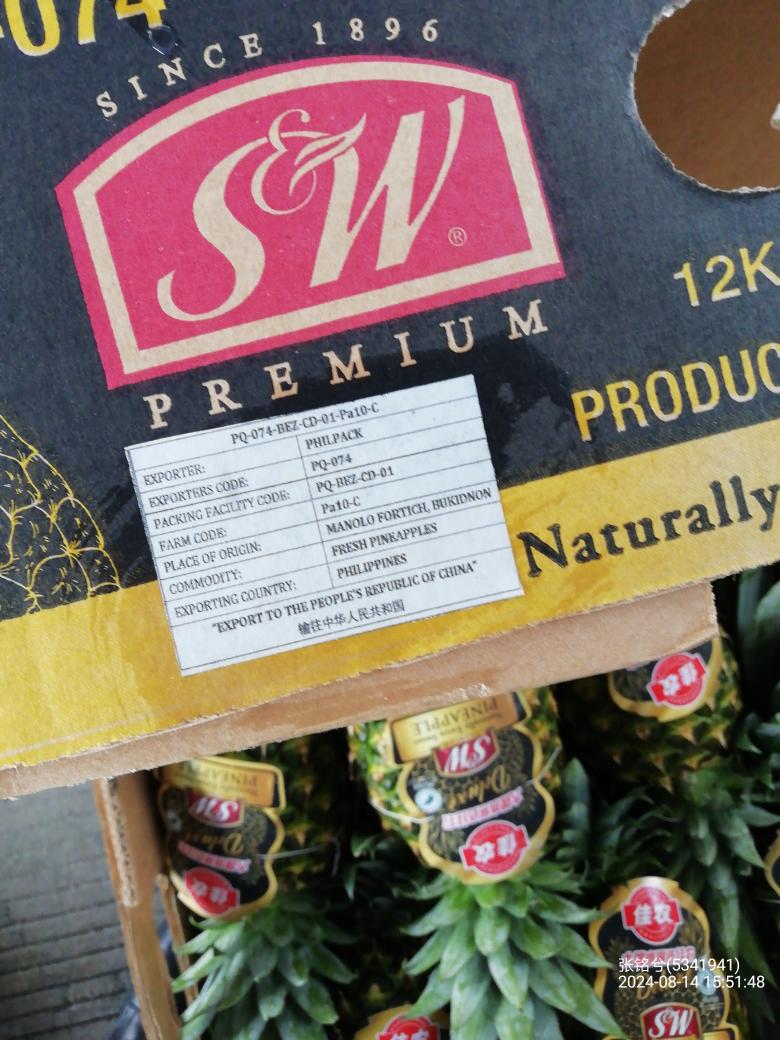 -074
SINCE 1896
S&W®
PREMIUM
12K
PRODUC
Naturally
PQ-074-BEZ-CD-01-Pa10-C
EXPORTER: PHILPACK
EXPORTERS CODE: PQ-074
PACKING FACILITY CODE: PQ-BEZ-CD-01
FARM CODE: Pa10-C
PLACE OF ORIGIN: MANOLO FORTICH, BUKIDNON
COMMODITY: FRESH PINEAPPLES
EXPORTING COUNTRY: PHILIPPINES
"EXPORT TO THE PEOPLE'S REPUBLIC OF CHINA"
输往中华人民共和国
PINEAPPLE
S&W
Deluxe
佳农
PINEAPPLE
S&W
Deluxe
佳农
佳农
佳农
S&W
张铭兮(5341941)
2024-08-14 15:51:48